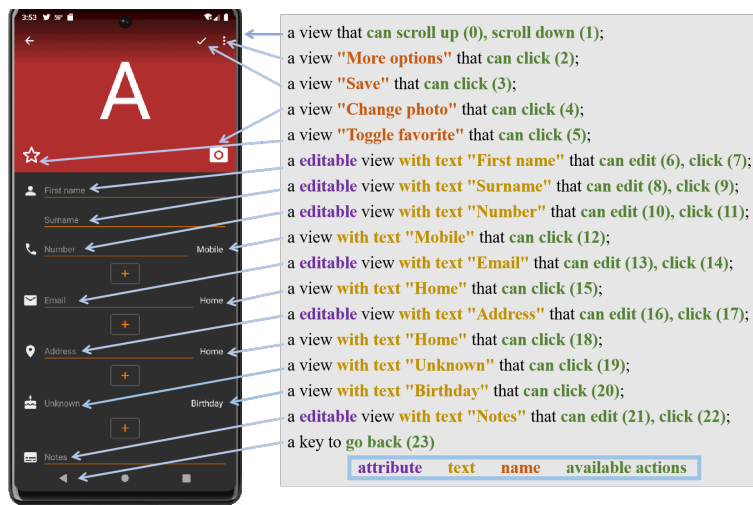 3:53
A
First name
Surname
Number
Mobile
+
Email
Home
+
Address
Home
+
Unknown
Birthday
+
Notes
a view that can scroll up (0), scroll down (1);
a view "More options" that can click (2);
a view "Save" that can click (3);
a view "Change photo" that can click (4);
a view "Toggle favorite" that can click (5);
a editable view with text "First name" that can edit (6), click (7);
a editable view with text "Surname" that can edit (8), click (9);
a editable view with text "Number" that can edit (10), click (11);
a view with text "Mobile" that can click (12);
a editable view with text "Email" that can edit (13), click (14);
a view with text "Home" that can click (15);
a editable view with text "Address" that can edit (16), click (17);
a view with text "Home" that can click (18);
a view with text "Unknown" that can click (19);
a view with text "Birthday" that can click (20);
a editable view with text "Notes" that can edit (21), click (22);
a key to go back (23)
attribute text name available actions